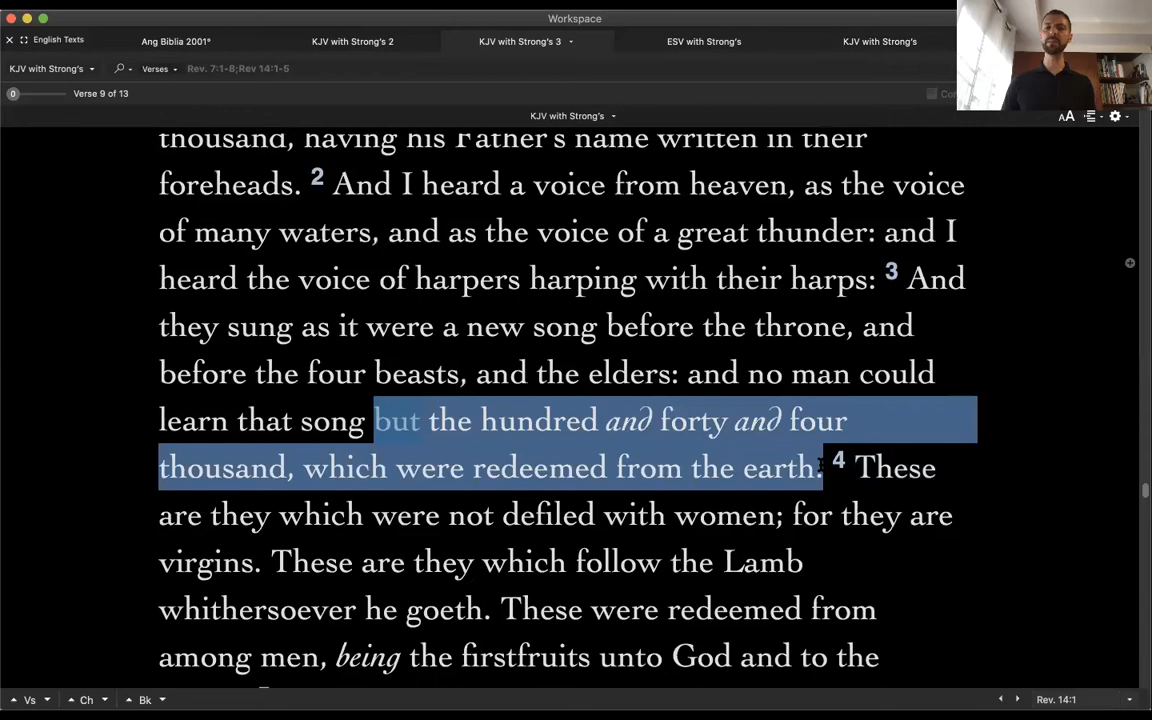 Workspace
English Texts
Ang Biblia 2001°
KJV with Strong's 2
KJV with Strong's 3
ESV with Strong's
KJV with Strong's
KJV with Strong's
Verses
Rev. 7:1-8;Rev 14:1-5
0
Verse 9 of 13
KJV with Strong's
AA
thousand, having his Father's name written in their
foreheads. 2 And I heard a voice from heaven, as the voice
of many waters, and as the voice of a great thunder: and I
heard the voice of harpers harping with their harps: 3 And
they sung as it were a new song before the throne, and
before the four beasts, and the elders: and no man could
learn that song but the hundred and forty and four
thousand, which were redeemed from the earth. 4 These
are they which were not defiled with women; for they are
virgins. These are they which follow the Lamb
whithersoever he goeth. These were redeemed from
among men, being the firstfruits unto God and to the
Vs
Ch
Bk
Rev. 14:1